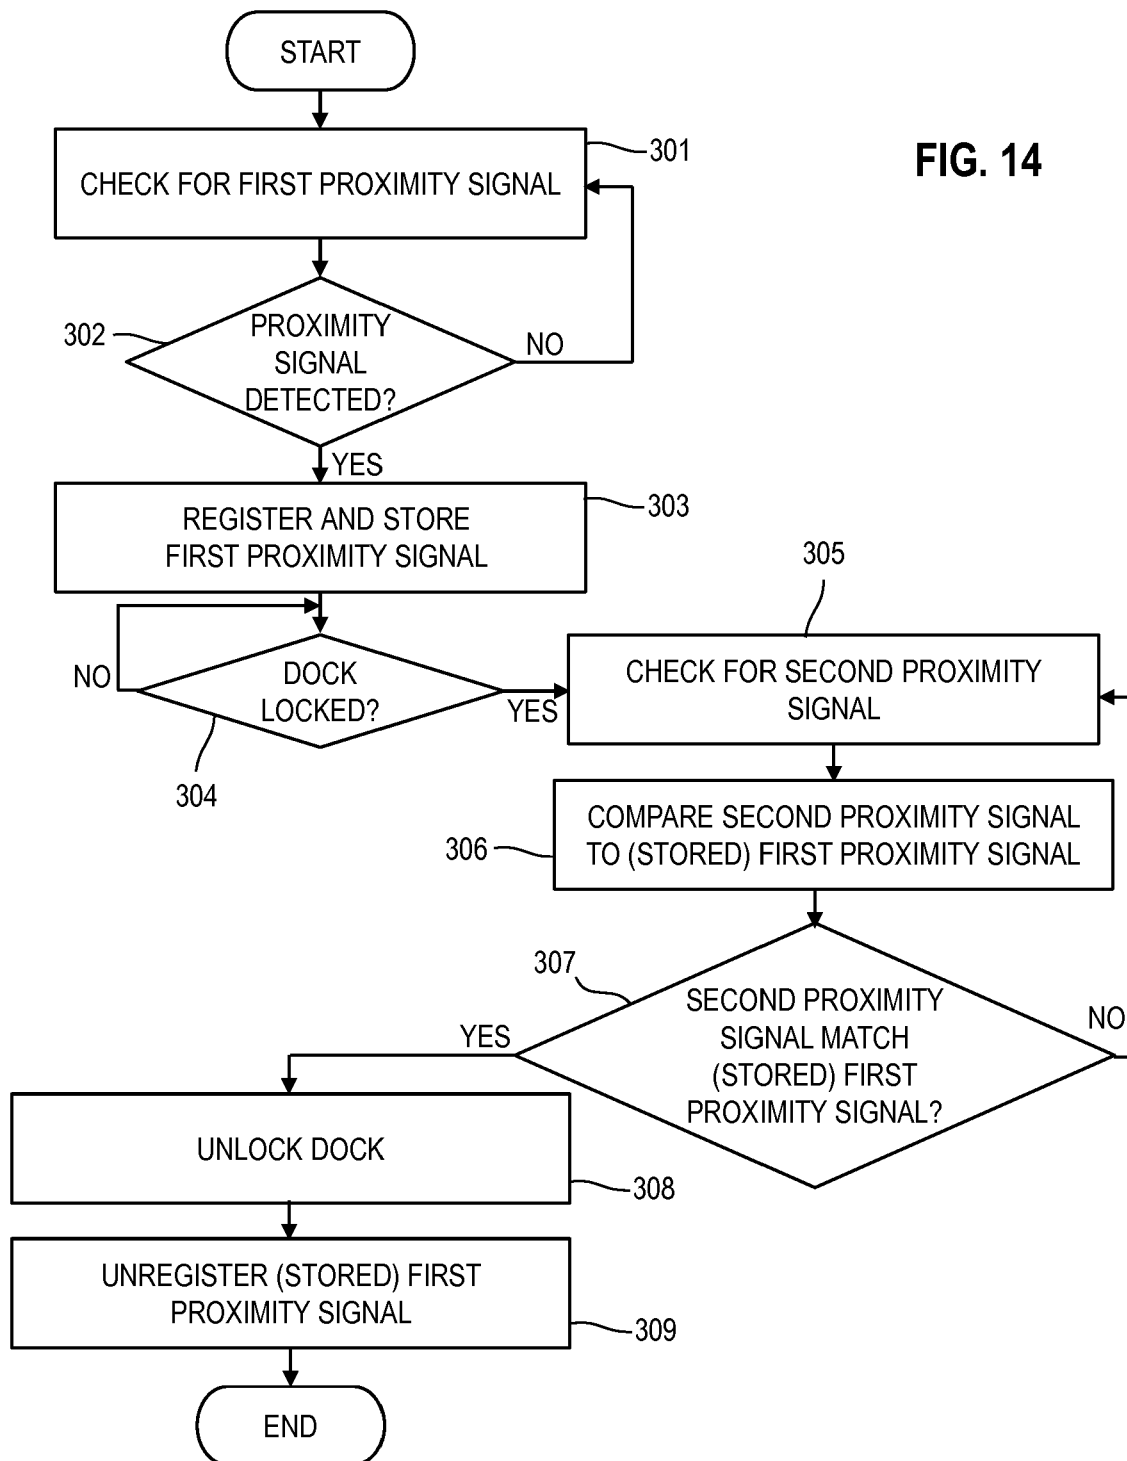 START
FIG. 14
301
CHECK FOR FIRST PROXIMITY SIGNAL
302
PROXIMITY
SIGNAL
DETECTED?
NO
YES
303
REGISTER AND STORE
FIRST PROXIMITY SIGNAL
304
DOCK
LOCKED?
NO
YES
305
CHECK FOR SECOND PROXIMITY
SIGNAL
306
COMPARE SECOND PROXIMITY SIGNAL
TO (STORED) FIRST PROXIMITY SIGNAL
307
SECOND PROXIMITY
SIGNAL MATCH
(STORED) FIRST
PROXIMITY SIGNAL?
NO
YES
UNLOCK DOCK
308
UNREGISTER (STORED) FIRST
PROXIMITY SIGNAL
309
END